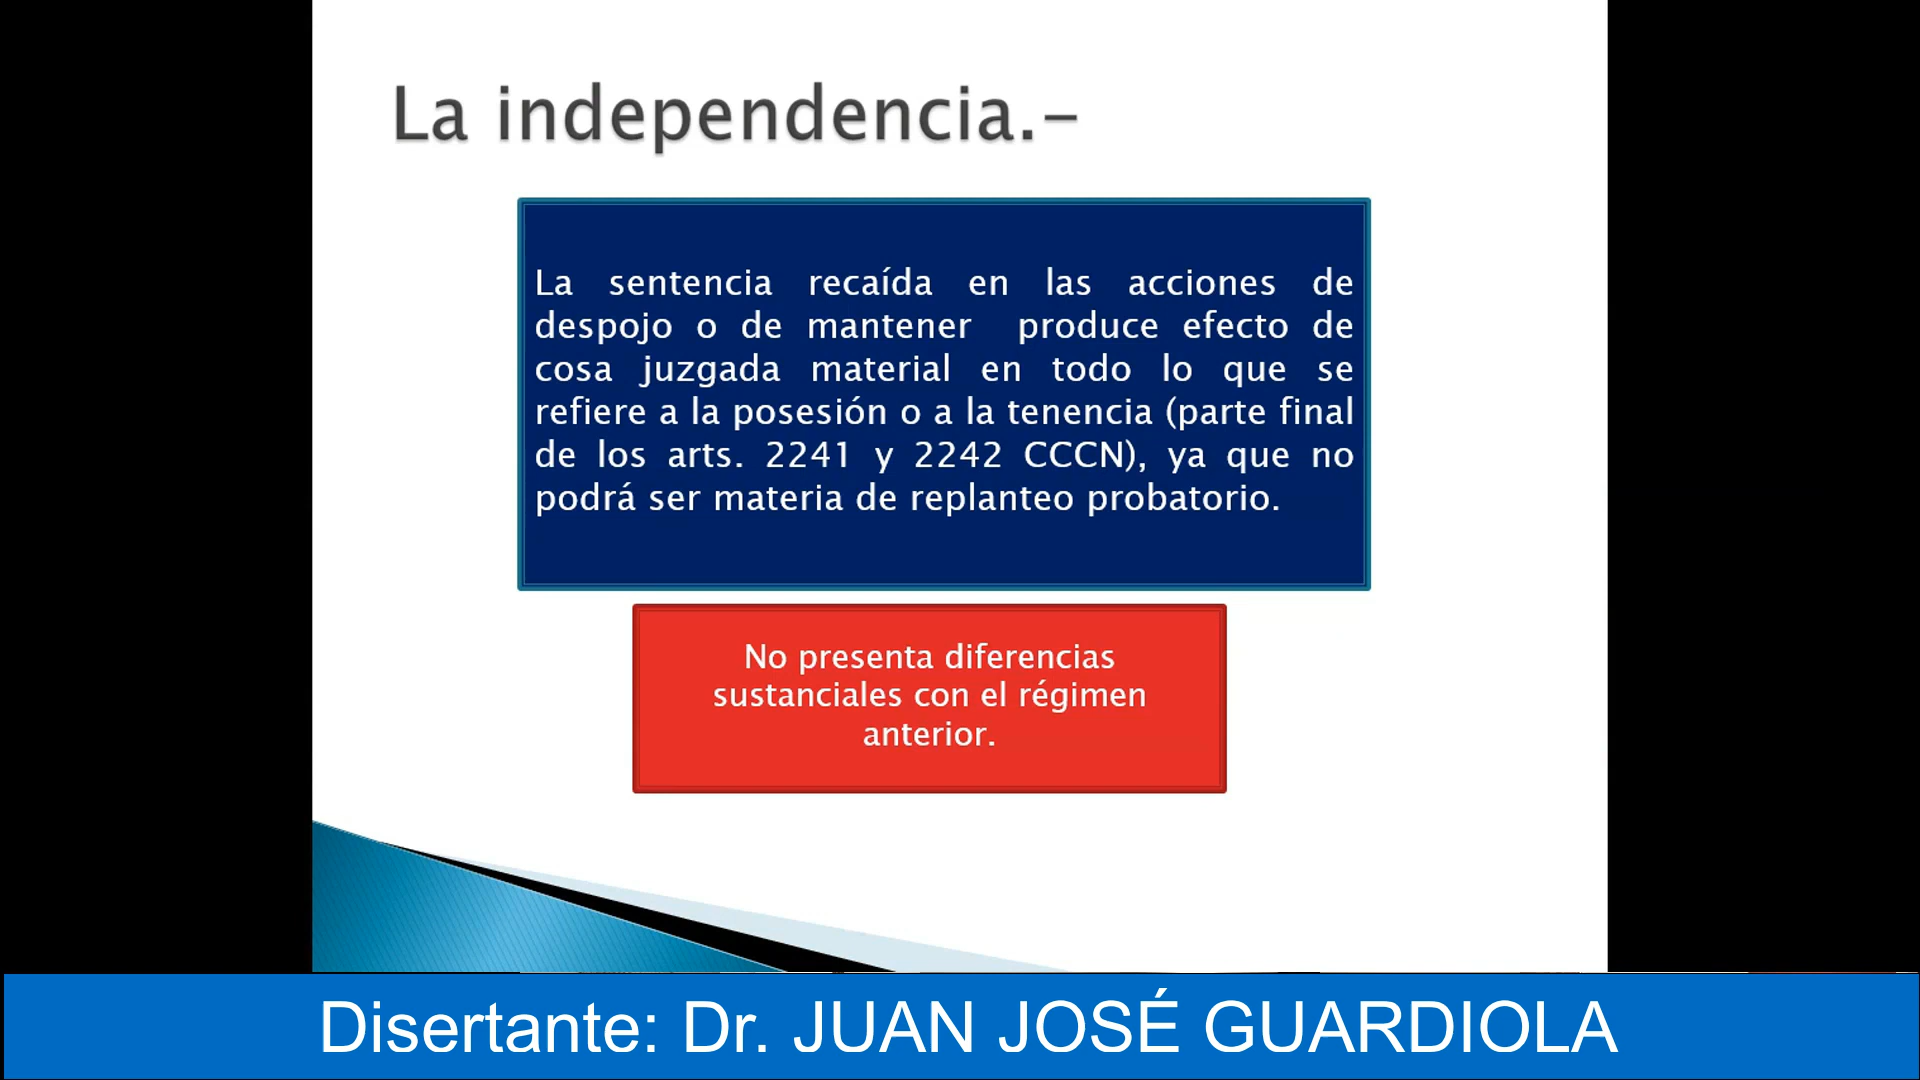 La independencia.-
La sentencia recaída en las acciones de
despojo o de mantener produce efecto de
cosa juzgada material en todo lo que se
refiere a la posesión o a la tenencia (parte final
de los arts. 2241 y 2242 CCCN), ya que no
podrá ser materia de replanteo probatorio.
No presenta diferencias
sustanciales con el régimen
anterior.
Disertante: Dr. JUAN JOSÉ GUARDIOLA